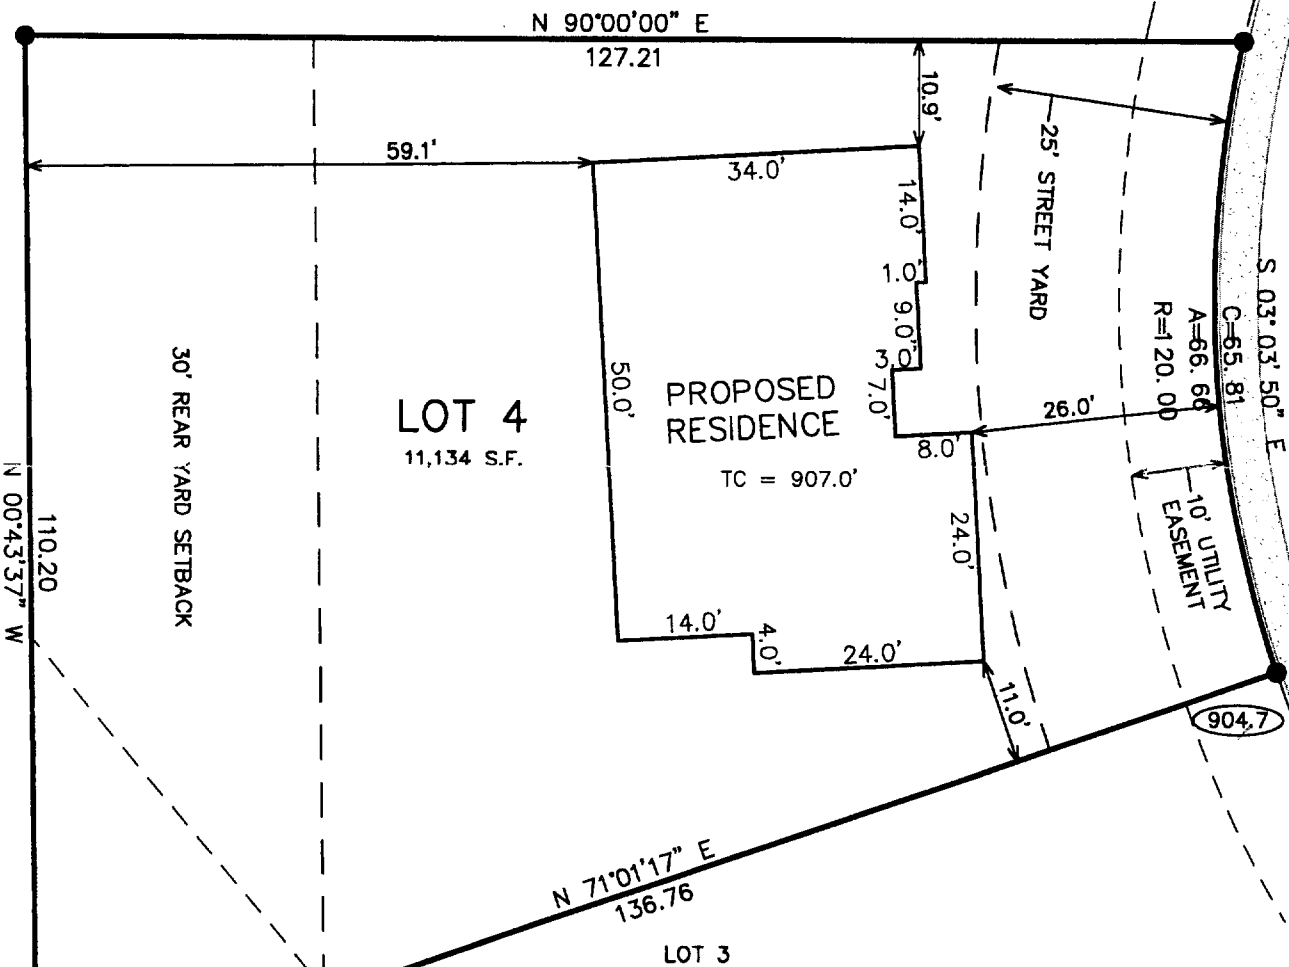 N 90°00'00" E
127.21
10.9'
59.1'
34.0'
25' STREET YARD
14.0'
1.0'
9.0'
3.0'
7.0'
8.0'
26.0'
S 03°03'50" E
C=65.81
A=66.66
R=120.00
30' REAR YARD SETBACK
LOT 4
11,134 S.F.
50.0'
PROPOSED
RESIDENCE
TC = 907.0'
10' UTILITY
EASEMENT
N 00°43'37" W
110.20
24.0'
14.0'
4.0'
24.0'
11.0'
904.7
N 71°01'17" E
136.76
LOT 3